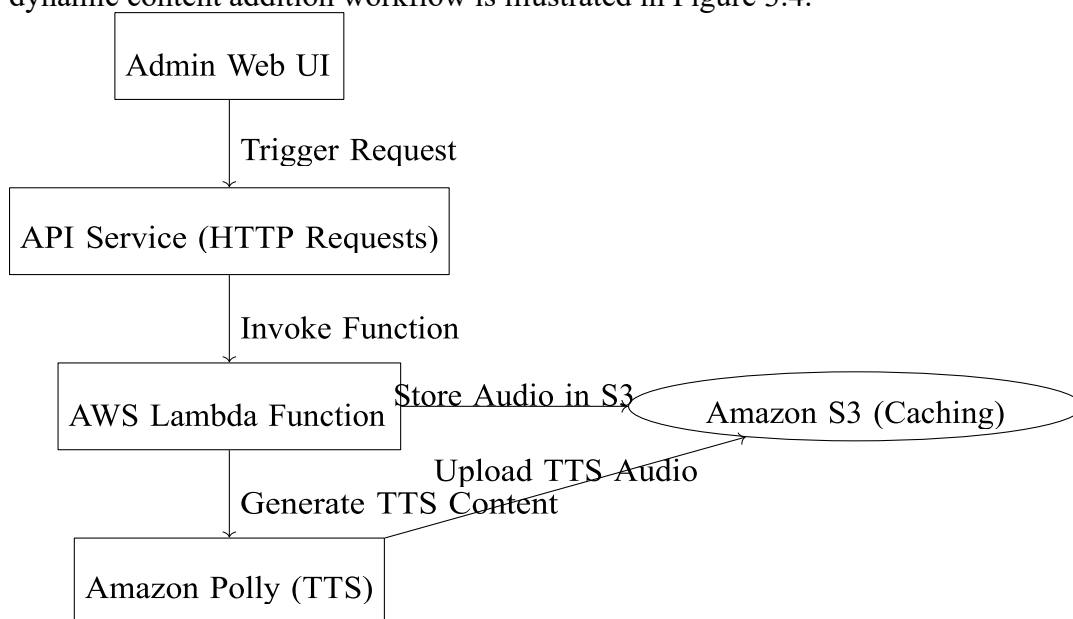 dynamic content addition workflow is illustrated in Figure 3.4.
Admin Web UI
Trigger Request
API Service (HTTP Requests)
Invoke Function
AWS Lambda Function
Store Audio in S3
Amazon S3 (Caching)
Upload TTS Audio
Generate TTS Content
Amazon Polly (TTS)